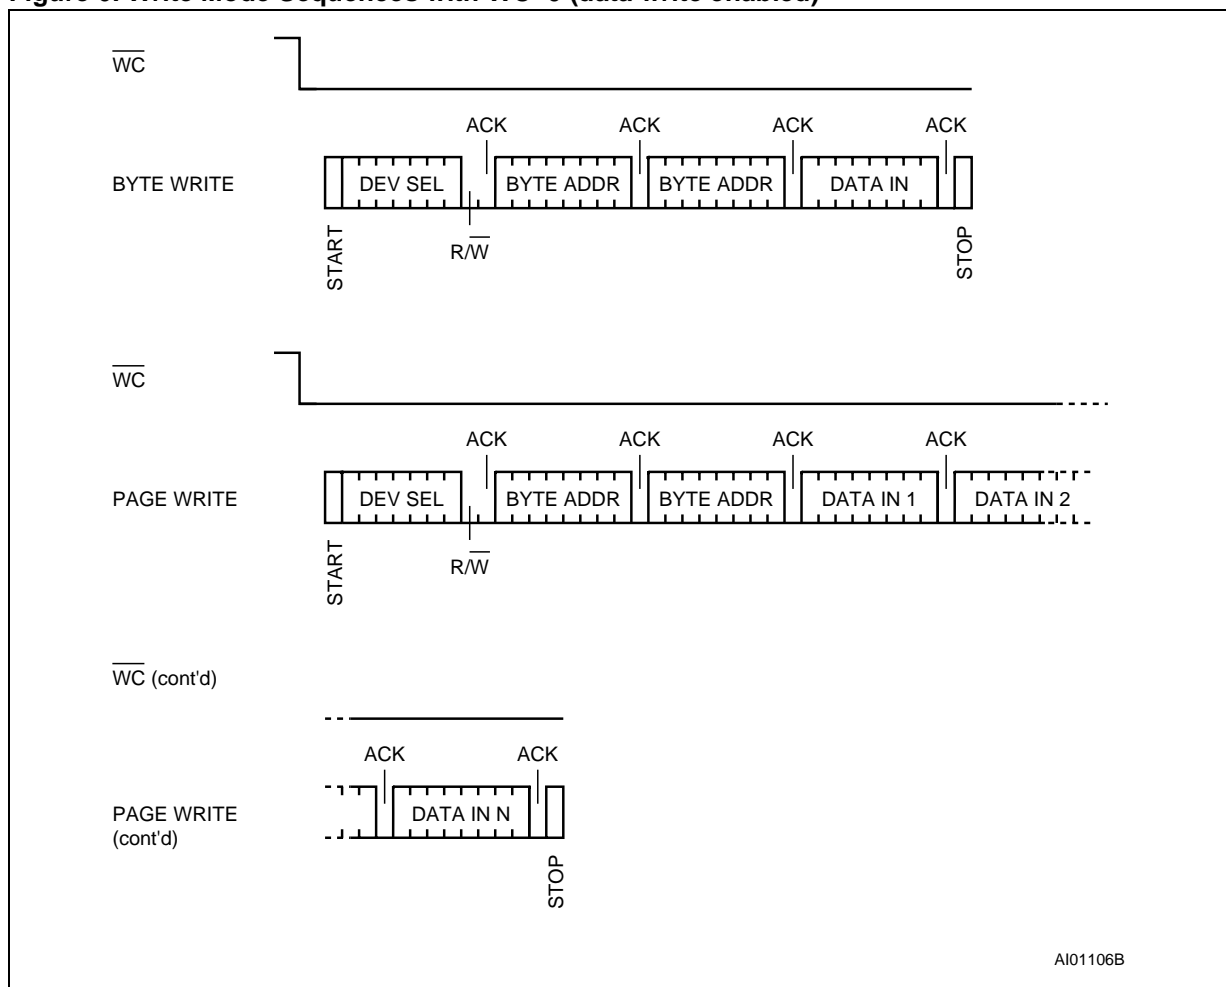 WC
ACK ACK ACK ACK
BYTE WRITE
DEV SEL BYTE ADDR BYTE ADDR DATA IN
R/W
START
STOP
WC
ACK ACK ACK ACK
PAGE WRITE
DEV SEL BYTE ADDR BYTE ADDR DATA IN 1 DATA IN 2
R/W
START
WC (cont'd)
ACK ACK
PAGE WRITE
(cont'd)
DATA IN N
STOP
AI01106B